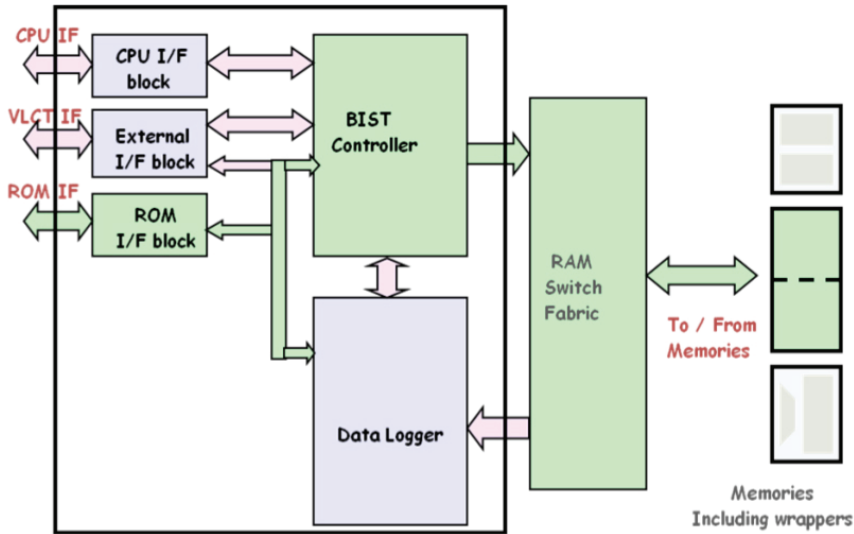 CPU IF
CPU I/F
block
VLCT IF
External
I/F block
ROM IF
ROM
I/F block
BIST
Controller
Data Logger
RAM
Switch
Fabric
To / From
Memories
Memories
Including wrappers